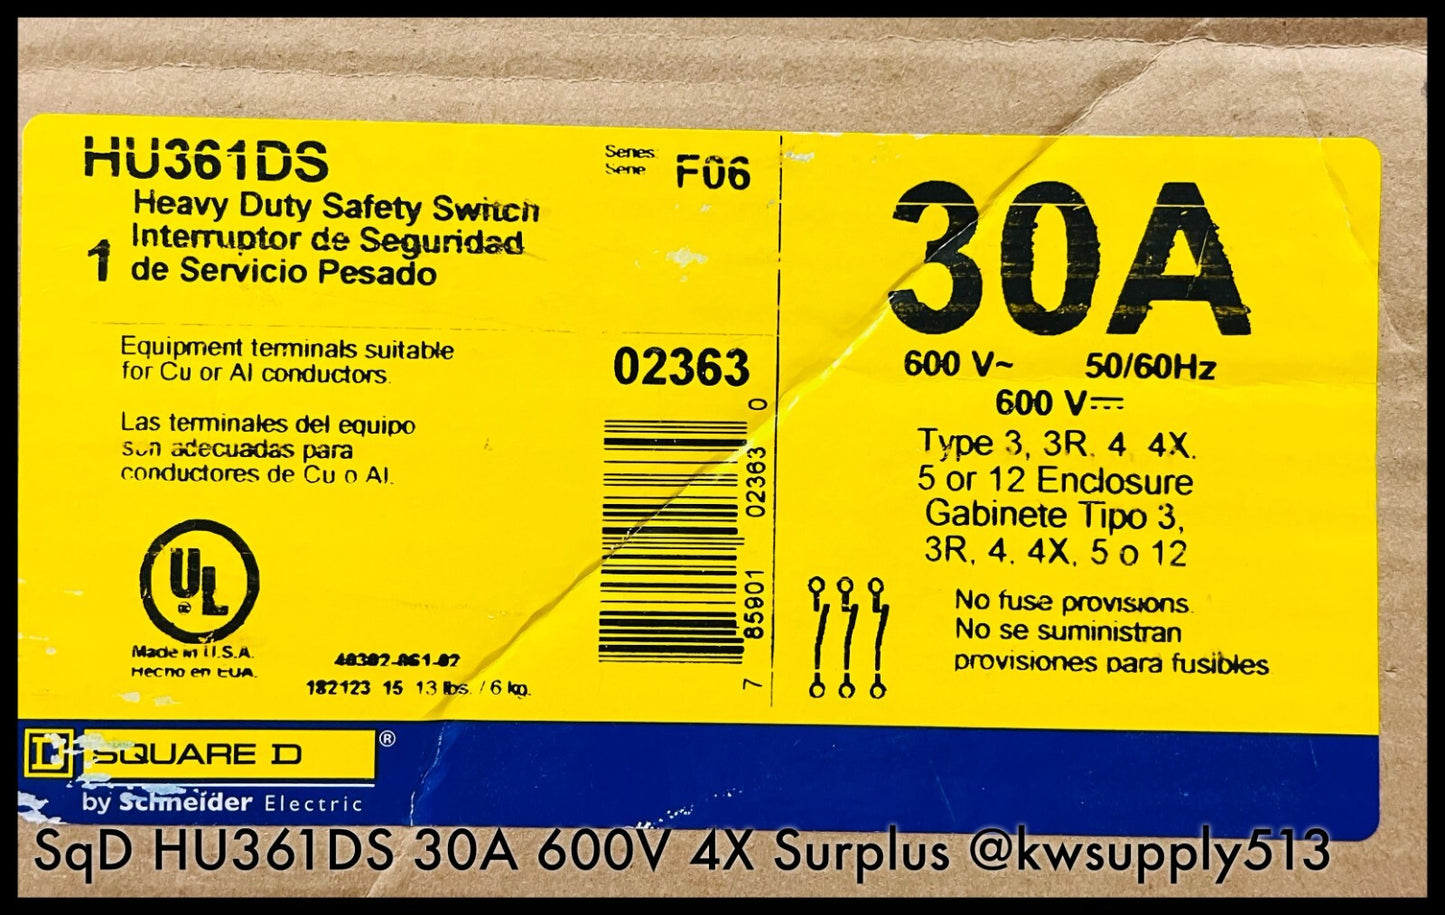 HU361DS
Heavy Duty Safety Switch
Interruptor de Seguridad
1 de Servicio Pesado
Series: F06
Serie
Equipment terminals suitable
for Cu or Al conductors.
Las terminales del equipo
son adecuadas para
conductores de Cu o Al.
UL
Made in U.S.A.
Hecho en EUA.
40302-061-02
182123 15 13 lbs. / 6 kg.
02363
7 85901 02363 0
30A
600 V~ 50/60Hz
600 V⎓
Type 3, 3R, 4, 4X,
5 or 12 Enclosure
Gabinete Tipo 3,
3R, 4, 4X, 5 o 12
No fuse provisions.
No se suministran
provisiones para fusibles
D SQUARE D ®
by Schneider Electric
SqD HU361DS 30A 600V 4X Surplus @kwsupply513